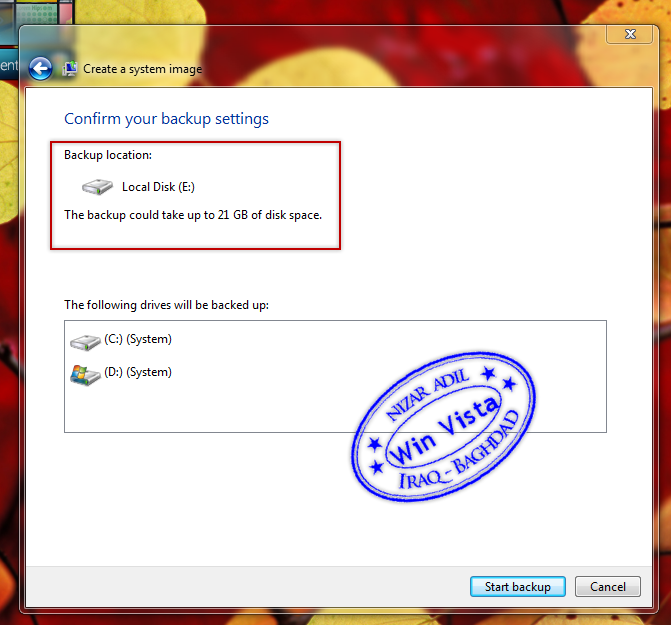 ent
Create a system image
Confirm your backup settings
Backup location:
Local Disk (E:)
The backup could take up to 21 GB of disk space.
The following drives will be backed up:
(C:) (System)
(D:) (System)
NIZAR ADIL
Win Vista
IRAQ - BAGHDAD
Start backup
Cancel